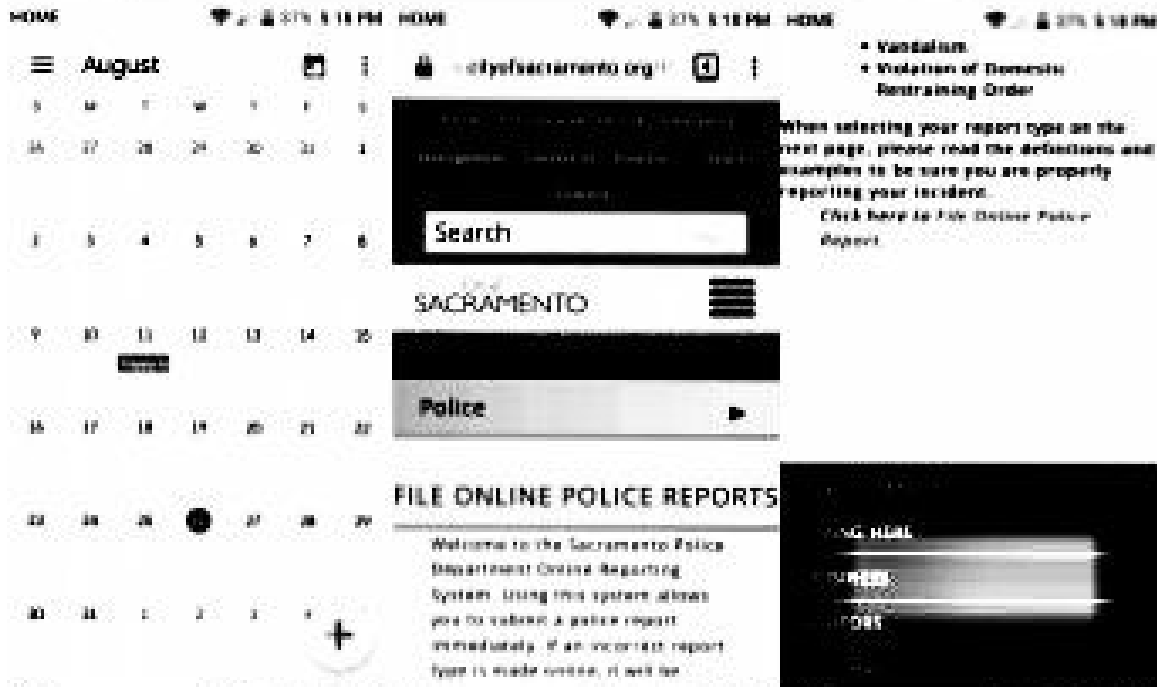 HOME 37% 5:18 PM
August
S M T W T F S
26 27 28 29 30 31 1
2 3 4 5 6 7 8
9 10 11 12 13 14 15
16 17 18 19 20 21 22
23 24 25 27 28 29
30 31 1 2 3 4
HOME 37% 5:18 PM
cityofsacramento.org
Search
SACRAMENTO
Police
FILE ONLINE POLICE REPORTS
Welcome to the Sacramento Police
Department Online Reporting
System. Using this system allows
you to submit a police report
immediately. If an incorrect report
type is made online, it will be
HOME 37% 5:18 PM
• Vandalism
• Violation of Domestic
Restraining Order
When selecting your report type on the
next page, please read the definitions and
examples to be sure you are properly
reporting your incident.
Click here to File Online Police
Report